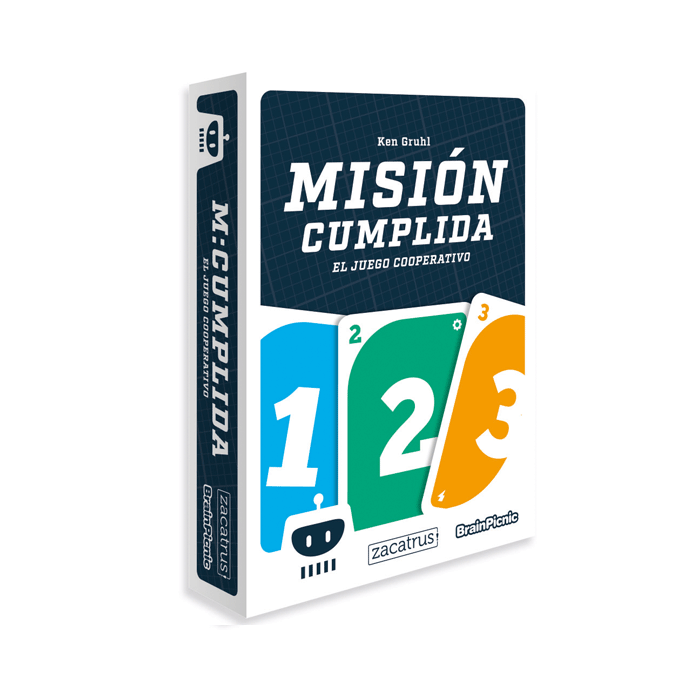 Ken Gruhl
MISIÓN
CUMPLIDA
EL JUEGO COOPERATIVO
1
2
2
3
3
zacatrus!
BrainPicnic
M:CUMPLIDA
EL JUEGO COOPERATIVO
zacatrus!
BrainPicnic